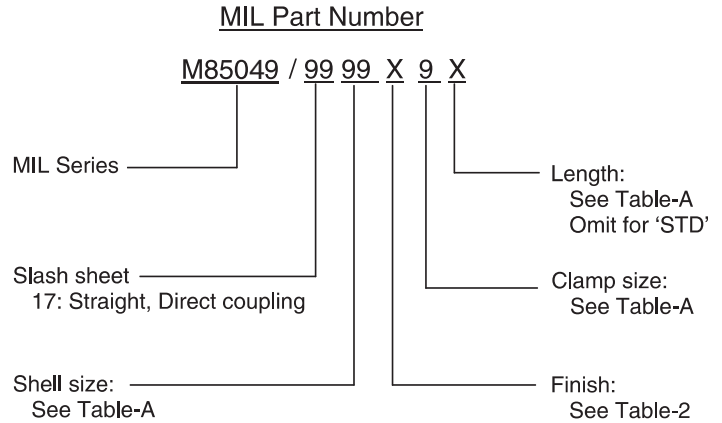 MIL Part Number
M85049 / 99 99 X 9 X
MIL Series
Length:
See Table-A
Omit for 'STD'
Slash sheet
17: Straight, Direct coupling
Clamp size:
See Table-A
Shell size:
See Table-A
Finish:
See Table-2